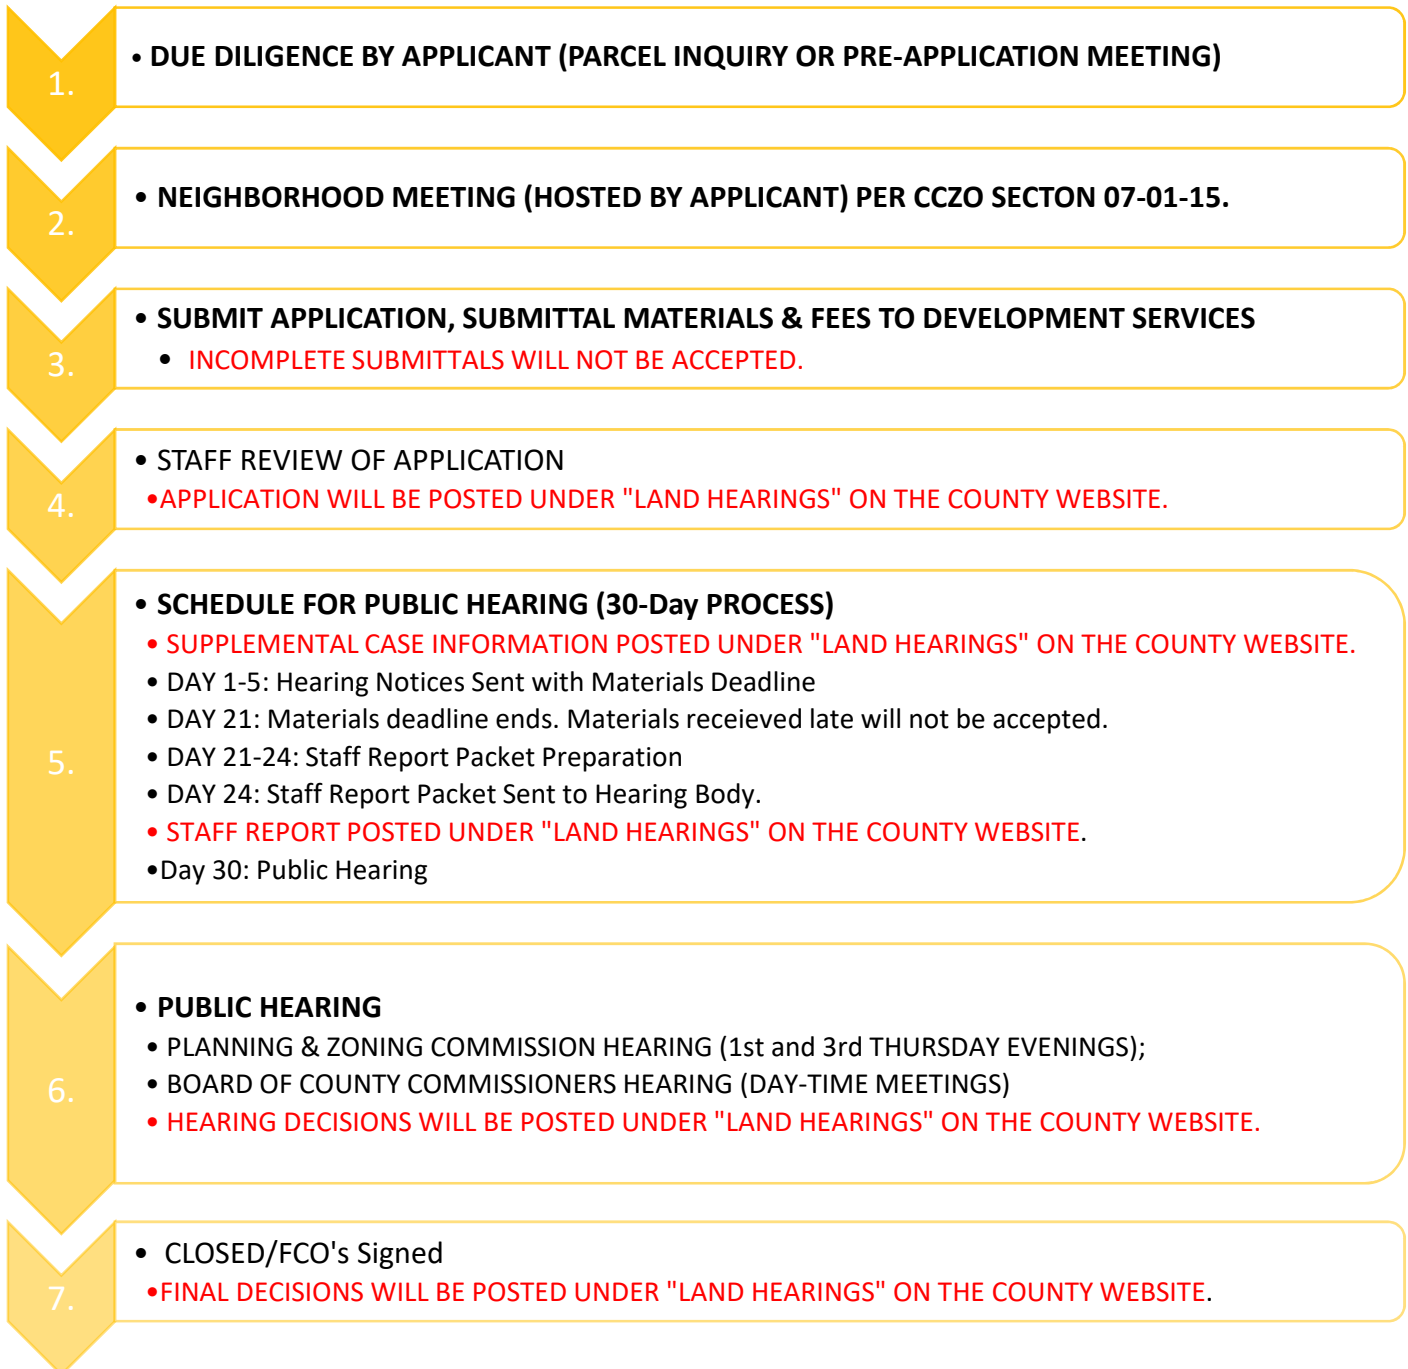 1.
• DUE DILIGENCE BY APPLICANT (PARCEL INQUIRY OR PRE-APPLICATION MEETING)
2.
• NEIGHBORHOOD MEETING (HOSTED BY APPLICANT) PER CCZO SECTON 07-01-15.
3.
• SUBMIT APPLICATION, SUBMITTAL MATERIALS & FEES TO DEVELOPMENT SERVICES
• INCOMPLETE SUBMITTALS WILL NOT BE ACCEPTED.
4.
• STAFF REVIEW OF APPLICATION
•APPLICATION WILL BE POSTED UNDER "LAND HEARINGS" ON THE COUNTY WEBSITE.
5.
• SCHEDULE FOR PUBLIC HEARING (30-Day PROCESS)
• SUPPLEMENTAL CASE INFORMATION POSTED UNDER "LAND HEARINGS" ON THE COUNTY WEBSITE.
• DAY 1-5: Hearing Notices Sent with Materials Deadline
• DAY 21: Materials deadline ends. Materials receieved late will not be accepted.
• DAY 21-24: Staff Report Packet Preparation
• DAY 24: Staff Report Packet Sent to Hearing Body.
• STAFF REPORT POSTED UNDER "LAND HEARINGS" ON THE COUNTY WEBSITE.
•Day 30: Public Hearing
6.
• PUBLIC HEARING
• PLANNING & ZONING COMMISSION HEARING (1st and 3rd THURSDAY EVENINGS);
• BOARD OF COUNTY COMMISSIONERS HEARING (DAY-TIME MEETINGS)
• HEARING DECISIONS WILL BE POSTED UNDER "LAND HEARINGS" ON THE COUNTY WEBSITE.
7.
• CLOSED/FCO's Signed
•FINAL DECISIONS WILL BE POSTED UNDER "LAND HEARINGS" ON THE COUNTY WEBSITE.